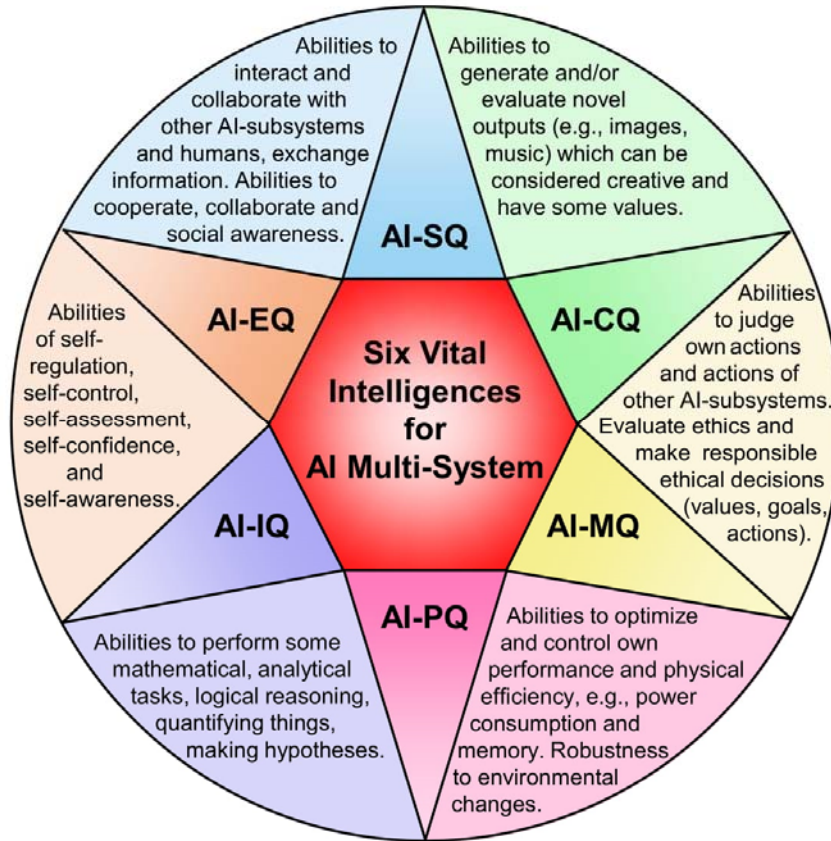 Abilities to
interact and
collaborate with
other AI-subsystems
and humans, exchange
information. Abilities to
cooperate, collaborate and
social awareness.
AI-SQ
Abilities to
generate and/or
evaluate novel
outputs (e.g., images,
music) which can be
considered creative and
have some values.
AI-EQ
AI-CQ
Abilities
of self-
regulation,
self-control,
self-assessment,
self-confidence,
and
self-awareness.
Six Vital
Intelligences
for
AI Multi-System
Abilities
to judge
own actions
and actions of
other AI-subsystems.
Evaluate ethics and
make responsible
ethical decisions
(values, goals,
actions).
AI-IQ
AI-MQ
AI-PQ
Abilities to perform some
mathematical, analytical
tasks, logical reasoning,
quantifying things,
making hypotheses.
Abilities to optimize
and control own
performance and physical
efficiency, e.g., power
consumption and
memory. Robustness
to environmental
changes.